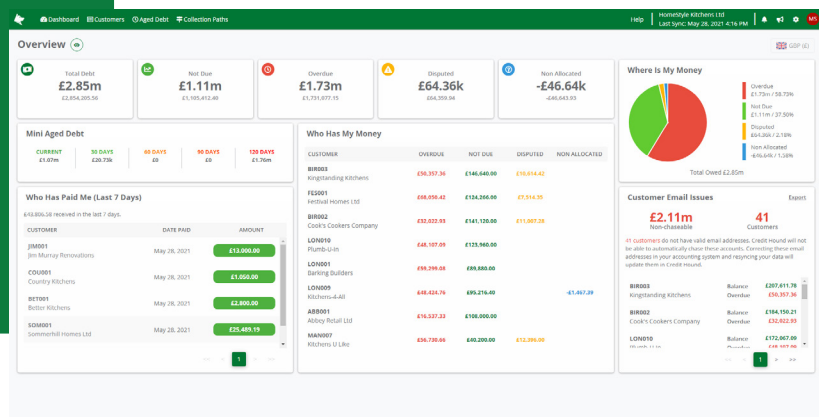 Dashboard Customers Aged Debt Collection Paths
Help HomeStyle Kitchens Ltd
Last Sync: May 28, 2021 4:16 PM
MS
Overview
GBP (£)
Total Debt
£2.85m
£2,854,205.56
Not Due
£1.11m
£1,105,412.40
Overdue
£1.73m
£1,731,077.15
Disputed
£64.36k
£64,359.94
Non Allocated
-£46.64k
-£46,643.93
Where Is My Money
Overdue
£1.73m / 58.73%
Not Due
£1.11m / 37.50%
Disputed
£64.36k / 2.18%
Non Allocated
-£46.64k / 1.58%
Total Owed £2.85m
Mini Aged Debt
CURRENT 30 DAYS 60 DAYS 90 DAYS 120 DAYS
£1.07m £20.73k £0 £0 £1.76m
Who Has My Money
CUSTOMER OVERDUE NOT DUE DISPUTED NON ALLOCATED
BIR003
Kingstanding Kitchens
£50,357.36 £146,640.00 £10,614.42
FES001
Festival Homes Ltd
£68,050.42 £124,266.00 £7,514.35
BIR002
Cook's Cookers Company
£32,022.93 £141,120.00 £11,007.28
LON010
Plumb-U-in
£48,107.09 £123,960.00
LON001
Barking Builders
£59,299.08 £89,880.00
LON009
Kitchens-4-All
£48,424.76 £95,216.40 -£1,467.39
ABB001
Abbey Retail Ltd
£16,537.33 £108,000.00
MAN007
Kitchens U Like
£56,730.66 £40,200.00
Who Has Paid Me (Last 7 Days)
£43,806.58 received in the last 7 days.
CUSTOMER DATE PAID AMOUNT
JIM001
Jim Murray Renovations
May 28, 2021 £13,000.00
COU001
Country Kitchens
May 28, 2021 £1,050.00
BET001
Better Kitchens
May 28, 2021 £2,800.00
SOM001
Sommerhill Homes Ltd
May 28, 2021 £25,489.19
1
Customer Email Issues Export
£2.11m 41
Non-chaseable Customers
41 customers do not have valid email addresses. Credit Hound will not
be able to automatically chase these accounts. Correcting these email
addresses in your accounting system and resyncing your data will
update them in Credit Hound.
BIR003 Balance £207,611.78
Kingstanding Kitchens Overdue £50,357.36
BIR002 Balance £184,150.21
Cook's Cookers Company Overdue £32,022.93
LON010 Balance £172,067.09
Plumb-U-in Overdue £48,107.09
1